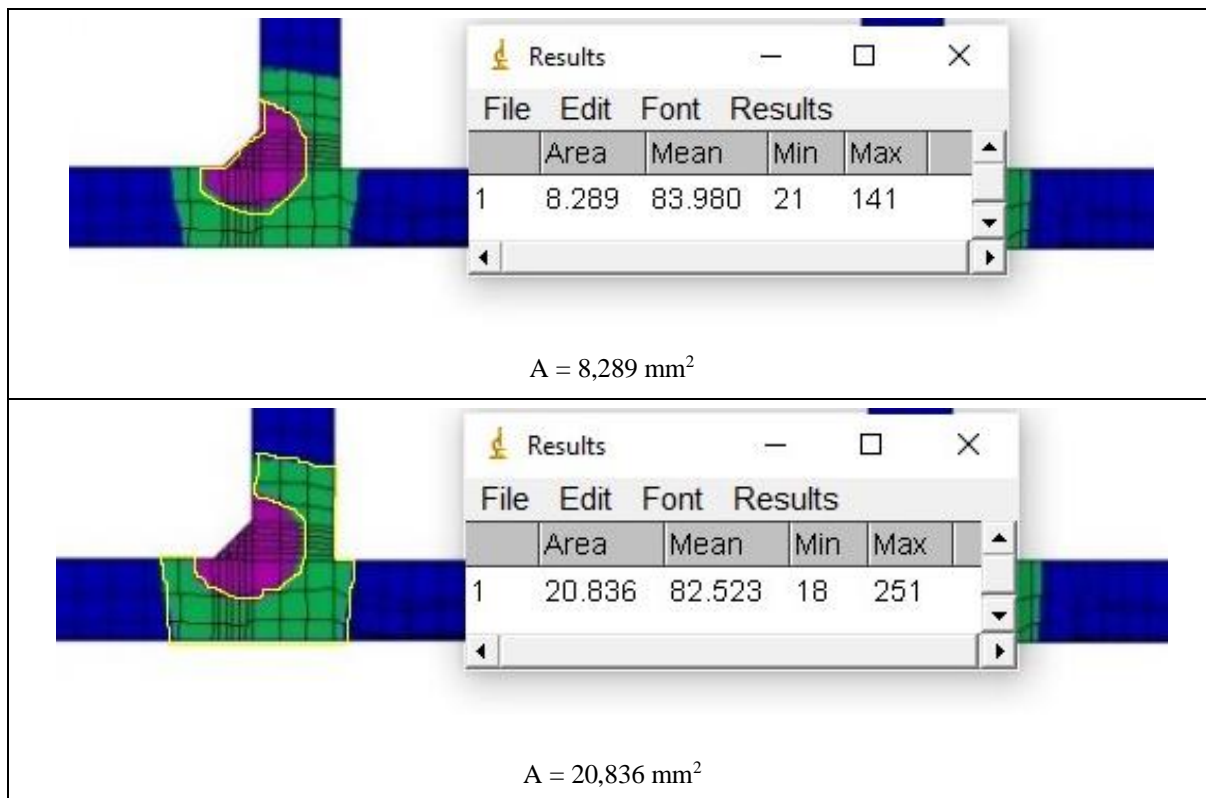 Results
File Edit Font Results
Area Mean Min Max
1 8.289 83.980 21 141
A = 8,289 mm²
Results
File Edit Font Results
Area Mean Min Max
1 20.836 82.523 18 251
A = 20,836 mm²